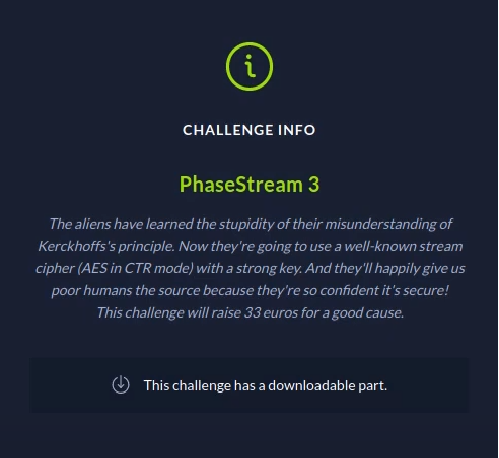 CHALLENGE INFO
PhaseStream 3
The aliens have learned the stupidity of their misunderstanding of
Kerckhoffs's principle. Now they're going to use a well-known stream
cipher (AES in CTR mode) with a strong key. And they'll happily give us
poor humans the source because they're so confident it's secure!
This challenge will raise 33 euros for a good cause.
This challenge has a downloadable part.